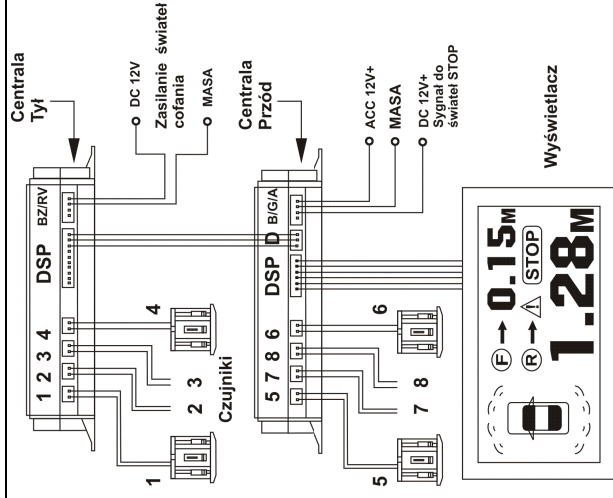 Centrala
Tył
DC 12V
Zasilanie świateł
cofania
MASA
BZ/RV
DSP
1 2 3 4
1
2
3
4
Czujniki
Centrala
Przód
ACC 12V+
MASA
DC 12V+
Sygnał do
świateł STOP
B/G/A
D
DSP
5 7 8 6
5
7
8
6
Wyświetlacz
F 0.15M
R STOP
1.28M